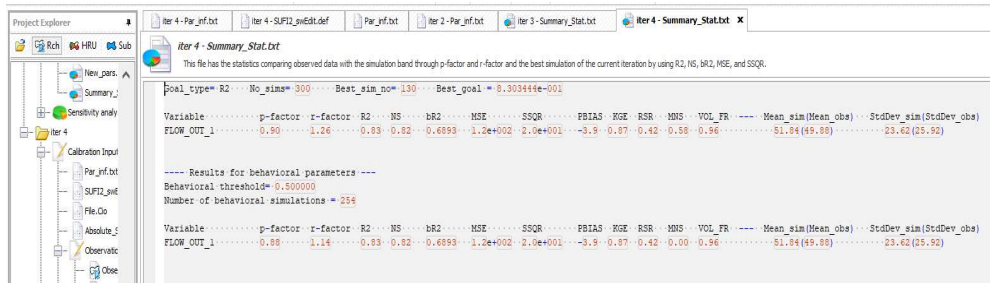 Project Explorer
iter 4 - Par_inf.txt
iter 4 - SUFI2_swEdit.def
Par_inf.txt
iter 2 - Par_inf.txt
iter 3 - Summary_Stat.txt
iter 4 - Summary_Stat.txt X
Rch HRU Sub
iter 4 - Summary_Stat.txt
This file has the statistics comparing observed data with the simulation band through p-factor and r-factor and the best simulation of the current iteration by using R2, NS, bR2, MSE, and SSQR.
New_pars.
Summary_
Sensitivity analy
iter 4
Calibration Input
Par_inf.txt
SUFI2_swE
File.Cio
Absolute_S
Observatic
Obse
Goal_type= R2 No_sims= 300 Best_sim_no= 130 Best_goal = 8.303444e-001
Variable p-factor r-factor R2 NS bR2 MSE SSQR PBIAS KGE RSR MNS VOL_FR --- Mean_sim(Mean_obs) StdDev_sim(StdDev_obs)
FLOW_OUT_1 0.90 1.26 0.83 0.82 0.6893 1.2e+002 2.0e+001 -3.9 0.87 0.42 0.58 0.96 51.84(49.88) 23.62(25.92)
---- Results for behavioral parameters ---
Behavioral threshold= 0.500000
Number of behavioral simulations = 254
Variable p-factor r-factor R2 NS bR2 MSE SSQR PBIAS KGE RSR MNS VOL_FR --- Mean_sim(Mean_obs) StdDev_sim(StdDev_obs)
FLOW_OUT_1 0.88 1.14 0.83 0.82 0.6893 1.2e+002 2.0e+001 -3.9 0.87 0.42 0.00 0.96 51.84(49.88) 23.62(25.92)